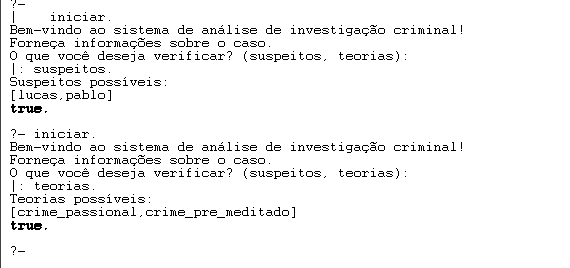 ?-
|    iniciar.
Bem-vindo ao sistema de análise de investigação criminal!
Forneça informações sobre o caso.
O que você deseja verificar? (suspeitos, teorias):
|: suspeitos.
Suspeitos possíveis:
[lucas,pablo]
true.
?- iniciar.
Bem-vindo ao sistema de análise de investigação criminal!
Forneça informações sobre o caso.
O que você deseja verificar? (suspeitos, teorias):
|: teorias.
Teorias possíveis:
[crime_passional,crime_pre_meditado]
true.
?-